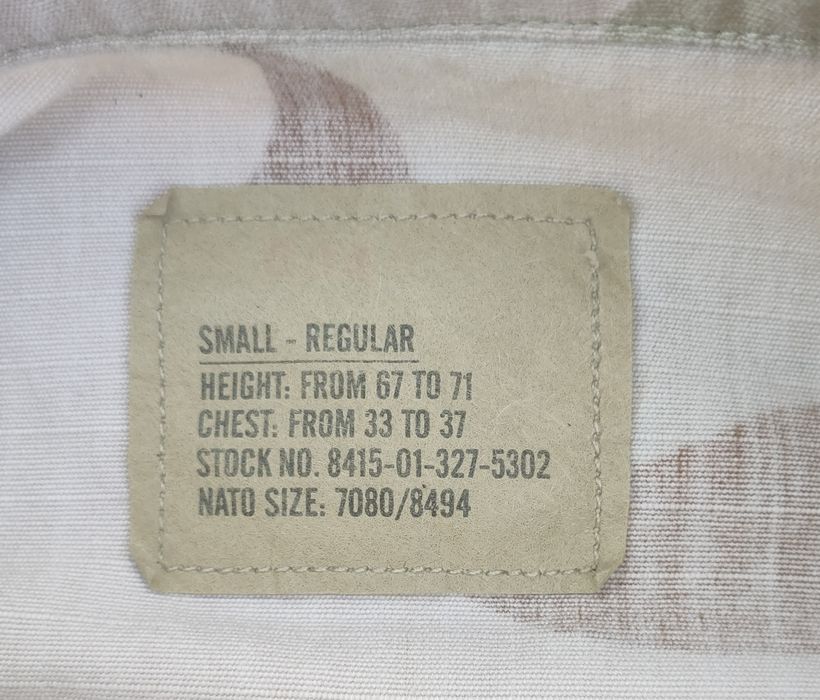 SMALL - REGULAR
HEIGHT: FROM 67 TO 71
CHEST: FROM 33 TO 37
STOCK NO. 8415-01-327-5302
NATO SIZE: 7080/8494